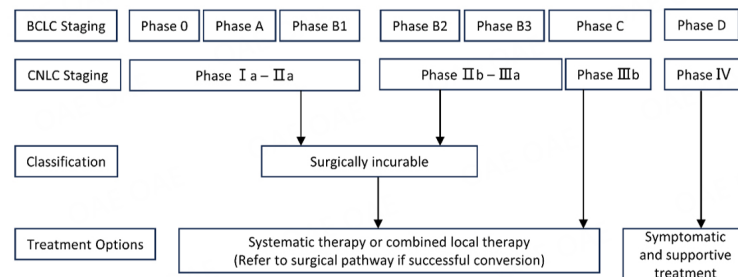 BCLC Staging Phase 0 Phase A Phase B1 Phase B2 Phase B3 Phase C Phase D
CNLC Staging Phase Ⅰa – Ⅱa Phase Ⅱb – Ⅲa Phase Ⅲb Phase Ⅳ
Classification Surgically incurable
Treatment Options
Systematic therapy or combined local therapy
(Refer to surgical pathway if successful conversion)
Symptomatic
and supportive
treatment